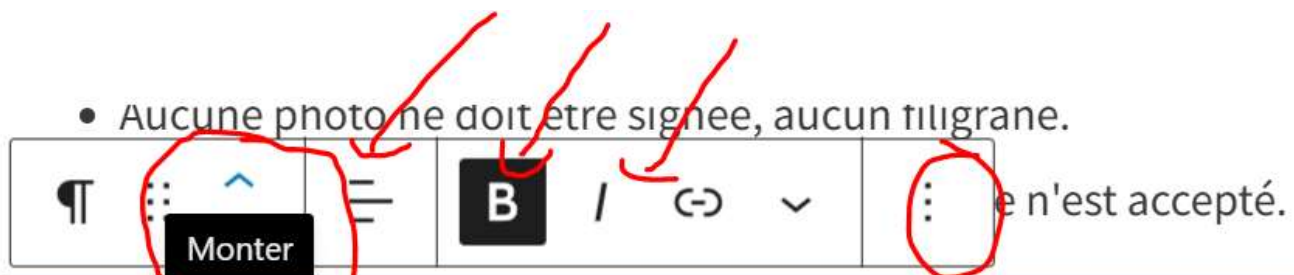 Aucune photo ne doit être signée, aucun filigrane.
¶ B I e n'est accepté.
Monter